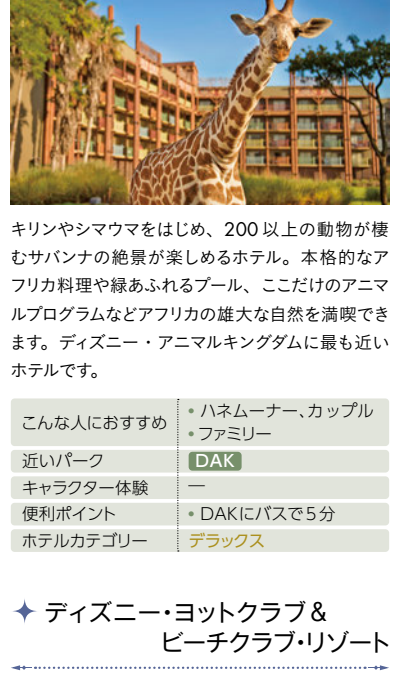 キリンやシマウマをはじめ、200以上の動物が棲
むサバンナの絶景が楽しめるホテル。本格的なア
フリカ料理や緑あふれるプール、ここだけのアニマ
ルプログラムなどアフリカの雄大な自然を満喫でき
ます。ディズニー・アニマルキングダムに最も近い
ホテルです。
こんな人におすすめ
• ハネムーナー、カップル
• ファミリー
近いパーク DAK
キャラクター体験 ―
便利ポイント • DAKにバスで5分
ホテルカテゴリー デラックス
ディズニー・ヨットクラブ&
ビーチクラブ・リゾート